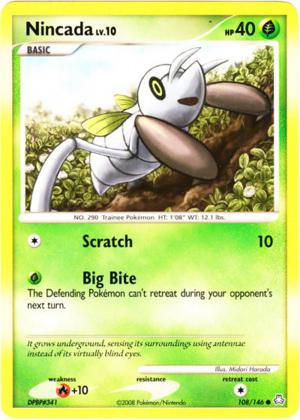 Nincada LV.10 HP 40
BASIC
NO. 290 Trainee Pokémon HT: 1'08" WT: 12.1 lbs.
Scratch 10
Big Bite
The Defending Pokémon can't retreat during your opponent's
next turn.
It grows underground, sensing its surroundings using antennae
instead of its virtually blind eyes.
Illus. Midori Harada
weakness resistance retreat cost
+10
DPBP#341 ©2008 Pokémon / Nintendo 108/146